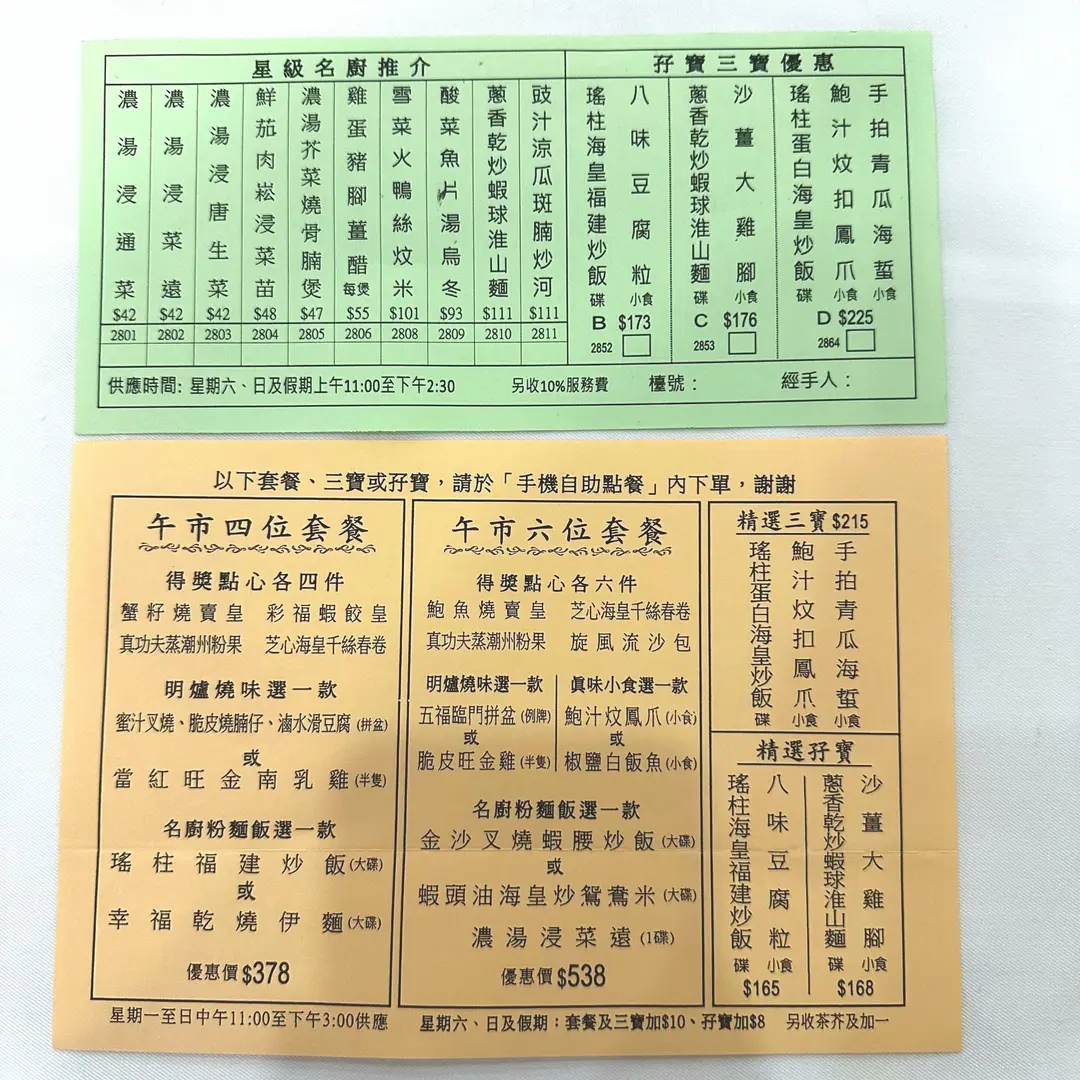 星級名廚推介
濃湯浸通菜
$42
2801
濃湯浸菜遠
$42
2802
濃湯浸唐生菜
$42
2803
鮮茄肉崧浸菜苗
$48
2804
濃湯芥菜燒骨腩煲
$47
2805
雞蛋豬腳薑醋每煲
$55
2806
雪菜火鴨絲炆米
$101
2808
酸菜魚片湯烏冬
$93
2809
蔥香乾炒蝦球淮山麵
$111
2810
豉汁涼瓜斑腩炒河
$111
2811
孖寶三寶優惠
八味豆腐粒 小食
瑤柱海皇福建炒飯 碟
B $173
2852
沙薑大雞腳 小食
蔥香乾炒蝦球淮山麵 碟
C $176
2853
手拍青瓜海蜇 小食
鮑汁炆扣鳳爪 小食
瑤柱蛋白海皇炒飯 碟
D $225
2864
供應時間: 星期六、日及假期上午11:00至下午2:30 另收10%服務費 檯號： 經手人：
以下套餐、三寶或孖寶，請於「手機自助點餐」內下單，謝謝
午市四位套餐
得獎點心各四件
蟹籽燒賣皇 彩福蝦餃皇
真功夫蒸潮州粉果 芝心海皇千絲春卷
明爐燒味選一款
蜜汁叉燒、脆皮燒腩仔、滷水滑豆腐 (拼盆)
或
當紅旺金南乳雞(半隻)
名廚粉麵飯選一款
瑤柱福建炒飯(大碟)
或
幸福乾燒伊麵(大碟)
優惠價$378
午市六位套餐
得獎點心各六件
鮑魚燒賣皇 芝心海皇千絲春卷
真功夫蒸潮州粉果 旋風流沙包
明爐燒味選一款
五福臨門拼盆(例牌)
或
脆皮旺金雞(半隻)
眞味小食選一款
鮑汁炆鳳爪(小食)
或
椒鹽白飯魚(小食)
名廚粉麵飯選一款
金沙叉燒蝦腰炒飯(大碟)
或
蝦頭油海皇炒鴛鴦米(大碟)
濃湯浸菜遠(1碟)
優惠價$538
精選三寶$215
手拍青瓜海蜇 小食
鮑汁炆扣鳳爪 小食
瑤柱蛋白海皇炒飯 碟
精選孖寶
八味豆腐粒 小食
瑤柱海皇福建炒飯 碟
$165
沙薑大雞腳 小食
蔥香乾炒蝦球淮山麵 碟
$168
星期一至日中午11:00至下午3:00供應 星期六、日及假期：套餐及三寶加$10、孖寶加$8 另收茶芥及加一